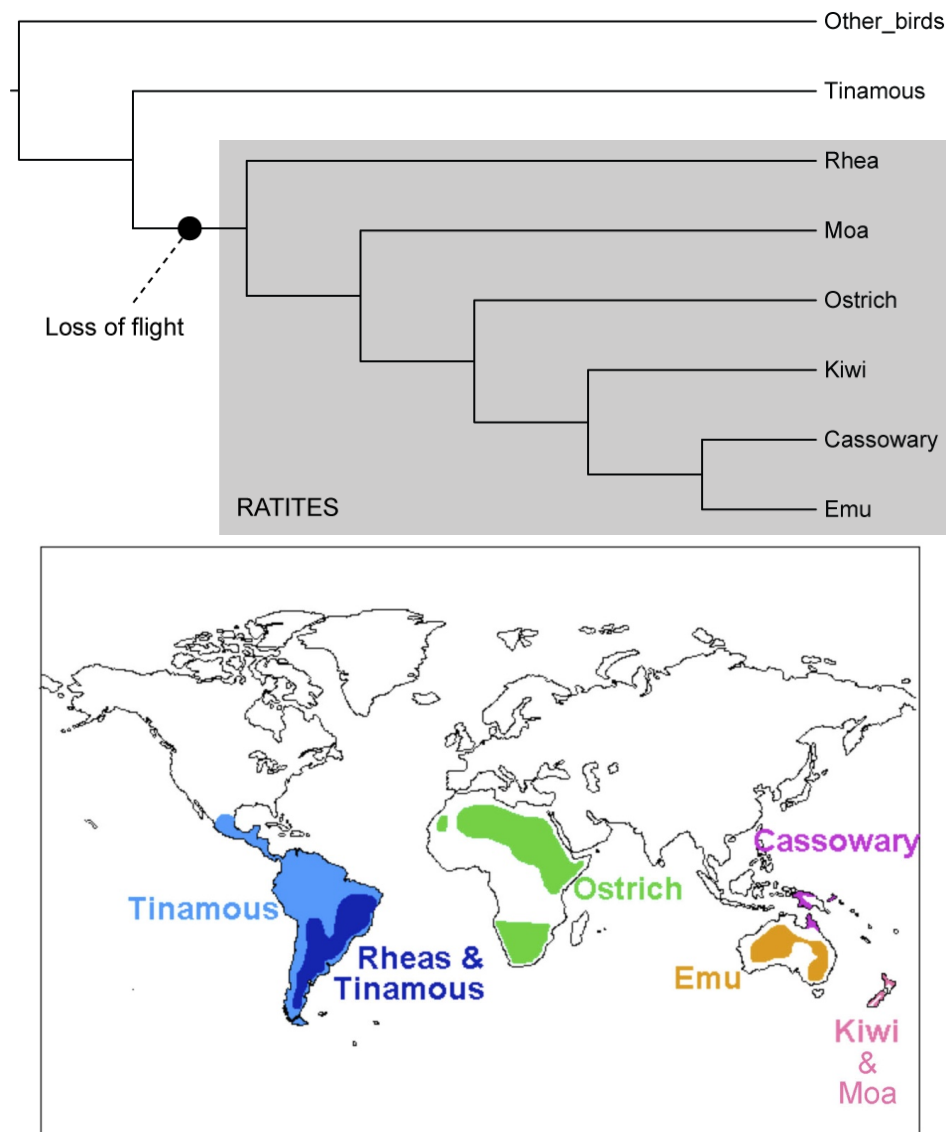 Other_birds
Tinamous
Rhea
Moa
Ostrich
Loss of flight
Kiwi
Cassowary
RATITES
Emu
Cassowary
Tinamous
Ostrich
Rheas &
Tinamous
Emu
Kiwi
&
Moa